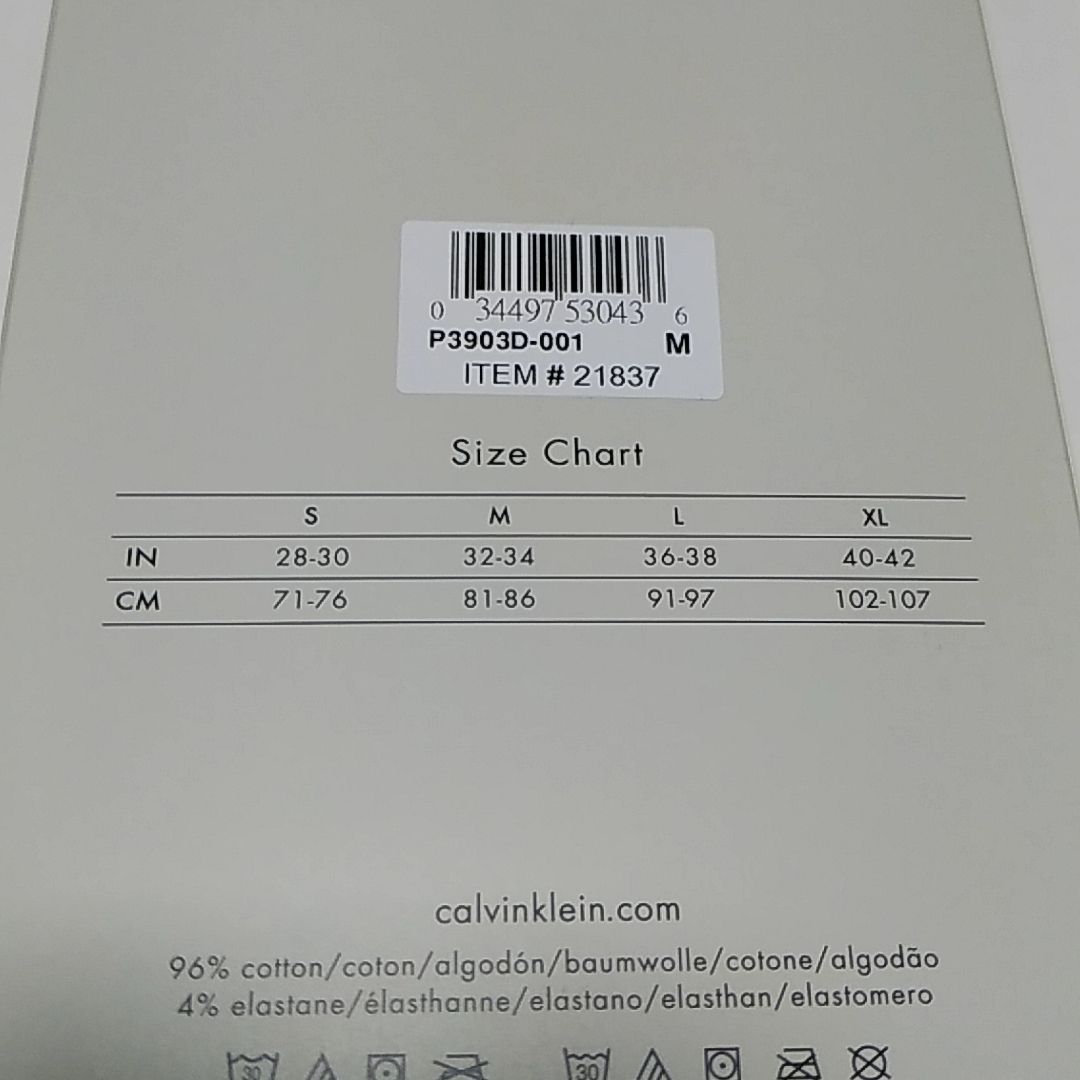 0 34497 53043 6
P3903D-001 M
ITEM # 21837
Size Chart
S M L XL
IN 28-30 32-34 36-38 40-42
CM 71-76 81-86 91-97 102-107
calvinklein.com
96% cotton/coton/algodón/baumwolle/cotone/algodão
4% elastane/élasthanne/elastano/elasthan/elastomero
30 30